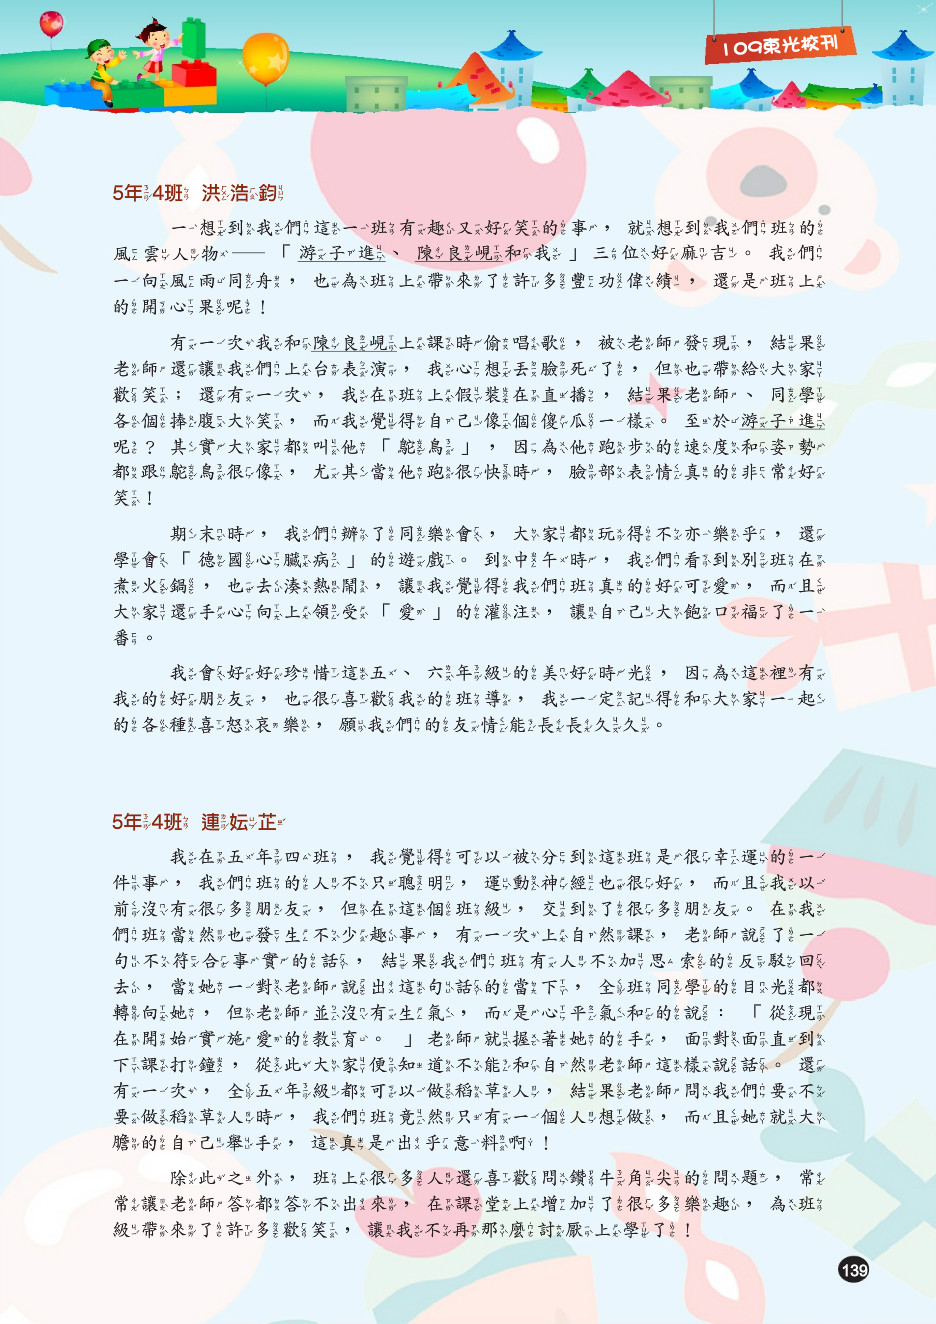 109東光校刊
5年4班 洪浩鈞
一想到我們這一班有趣又好笑的事，就想到我們班的
風雲人物——「游子進、陳良峴和我」三位好麻吉。我們
一向風雨同舟，也為班上帶來了許多豐功偉績，還是班上
的開心果呢！
有一次我和陳良峴上課時偷唱歌，被老師發現，結果
老師還讓我們上台表演，我心想丟臉死了，但也帶給大家
歡笑；還有一次，我在班上假裝在直播，結果老師、同學
各個捧腹大笑，而我覺得自己像個傻瓜一樣。至於游子進
呢？其實大家都叫他「鴕鳥」，因為他跑步的速度和姿勢
都跟鴕鳥很像，尤其當他跑很快時，臉部表情真的非常好
笑！
期末時，我們辦了同樂會，大家都玩得不亦樂乎，還
學會「德國心臟病」的遊戲。到中午時，我們看到別班在
煮火鍋，也去湊熱鬧，讓我覺得我們班真的好可愛，而且
大家還手心向上領受「愛」的灌注，讓自己大飽口福了一
番。
我會好好珍惜這五、六年級的美好時光，因為這裡有
我的好朋友，也很喜歡我的班導，我一定記得和大家一起
的各種喜怒哀樂，願我們的友情能長長久久。
5年4班 連妘芷
我在五年四班，我覺得可以被分到這班是很幸運的一
件事，我們班的人不只聰明，運動神經也很好，而且我以
前沒有很多朋友，但在這個班級，交到了很多朋友。在我
們班當然也發生不少趣事，有一次上自然課，老師說了一
句不符合事實的話，結果我們班有人不加思索的反駁回
去，當她一對老師說出這句話的當下，全班同學的目光都
轉向她，但老師並沒有生氣，而是心平氣和的說：「從現
在開始實施愛的教育。」老師就握著她的手，面對面直到
下課打鐘，從此大家便知道不能和自然老師這樣說話。還
有一次，全五年級都可以做稻草人，結果老師問我們要不
要做稻草人時，我們班竟然只有一個人想做，而且她就大
膽的自己舉手，這真是出乎意料啊！
除此之外，班上很多人還喜歡問鑽牛角尖的問題，常
常讓老師答都答不出來，在課堂上增加了很多樂趣，為班
級帶來了許多歡笑，讓我不再那麼討厭上學了！
139